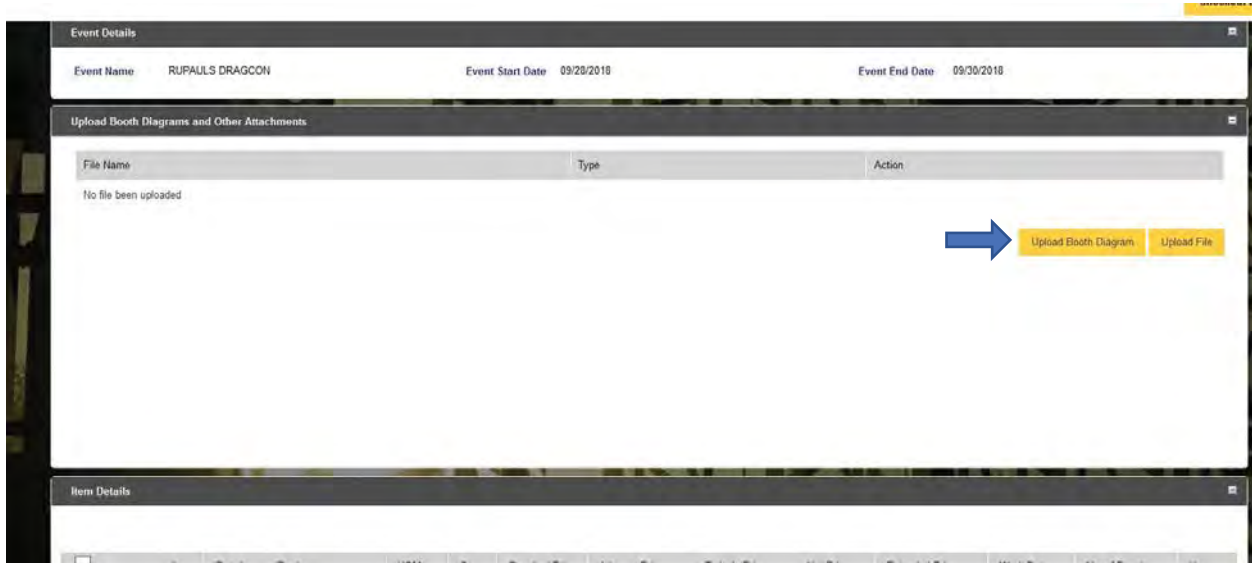 Event Details
Event Name RUPAULS DRAGCON Event Start Date 09/28/2018 Event End Date 09/30/2018
Upload Booth Diagrams and Other Attachments
File Name Type Action
No file been uploaded
Upload Booth Diagram Upload File
Item Details